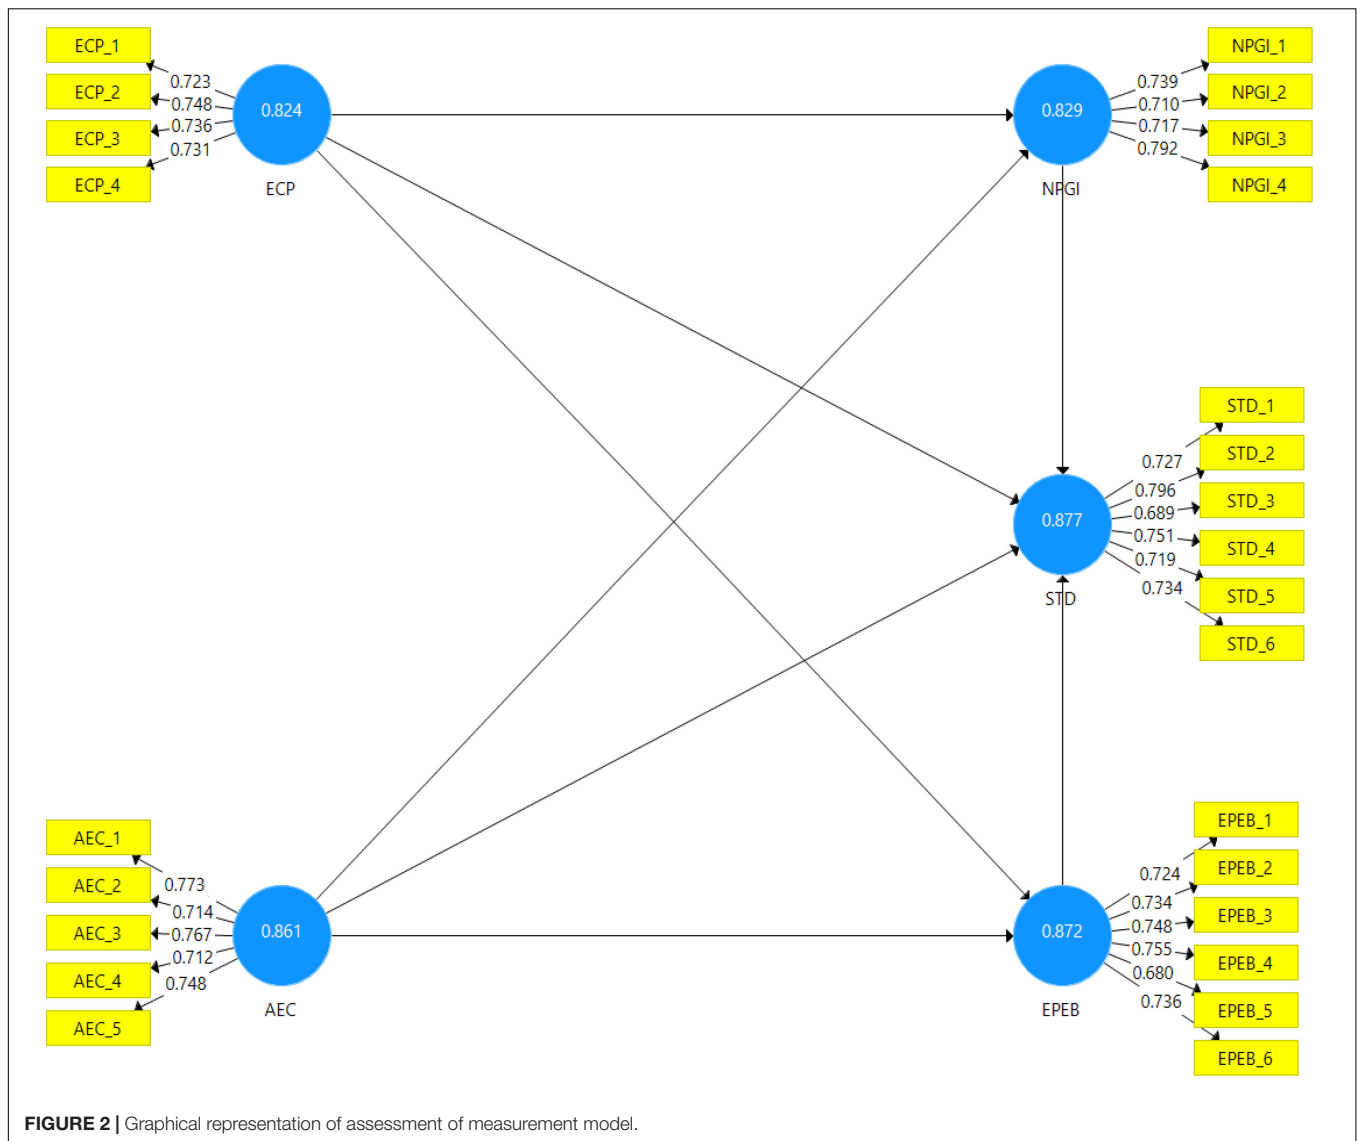 ECP_1
ECP_2
ECP_3
ECP_4
0.723
0.748
0.736
0.731
0.824
ECP
0.829
NPGI
0.739
0.710
0.717
0.792
NPGI_1
NPGI_2
NPGI_3
NPGI_4
0.877
STD
0.727
0.796
0.689
0.751
0.719
0.734
STD_1
STD_2
STD_3
STD_4
STD_5
STD_6
AEC_1
AEC_2
AEC_3
AEC_4
AEC_5
0.773
0.714
0.767
0.712
0.748
0.861
AEC
0.872
EPEB
0.724
0.734
0.748
0.755
0.680
0.736
EPEB_1
EPEB_2
EPEB_3
EPEB_4
EPEB_5
EPEB_6
FIGURE 2 | Graphical representation of assessment of measurement model.